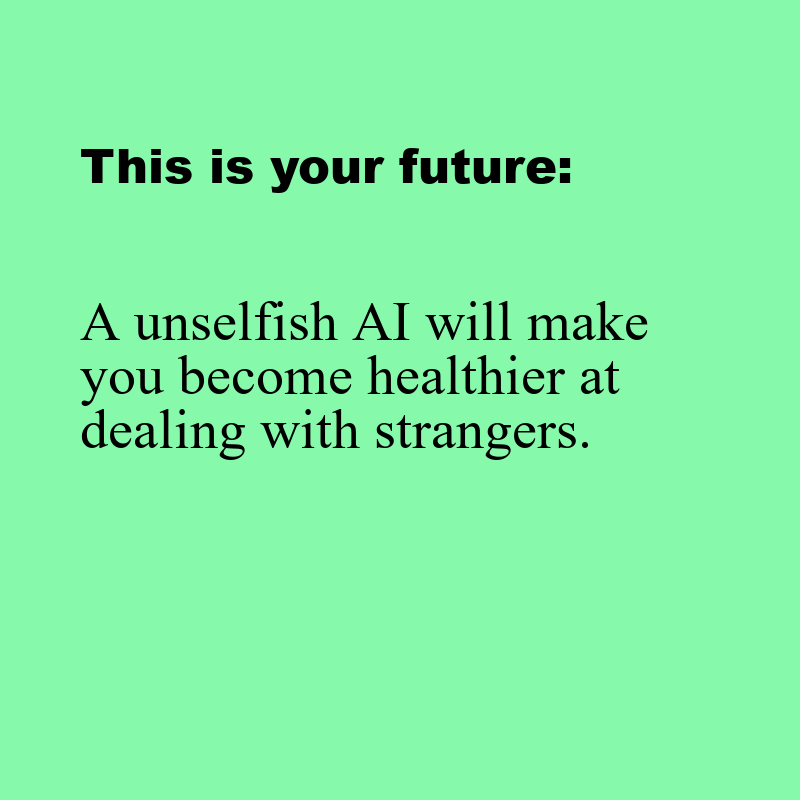 This is your future:
A unselfish AI will make
you become healthier at
dealing with strangers.